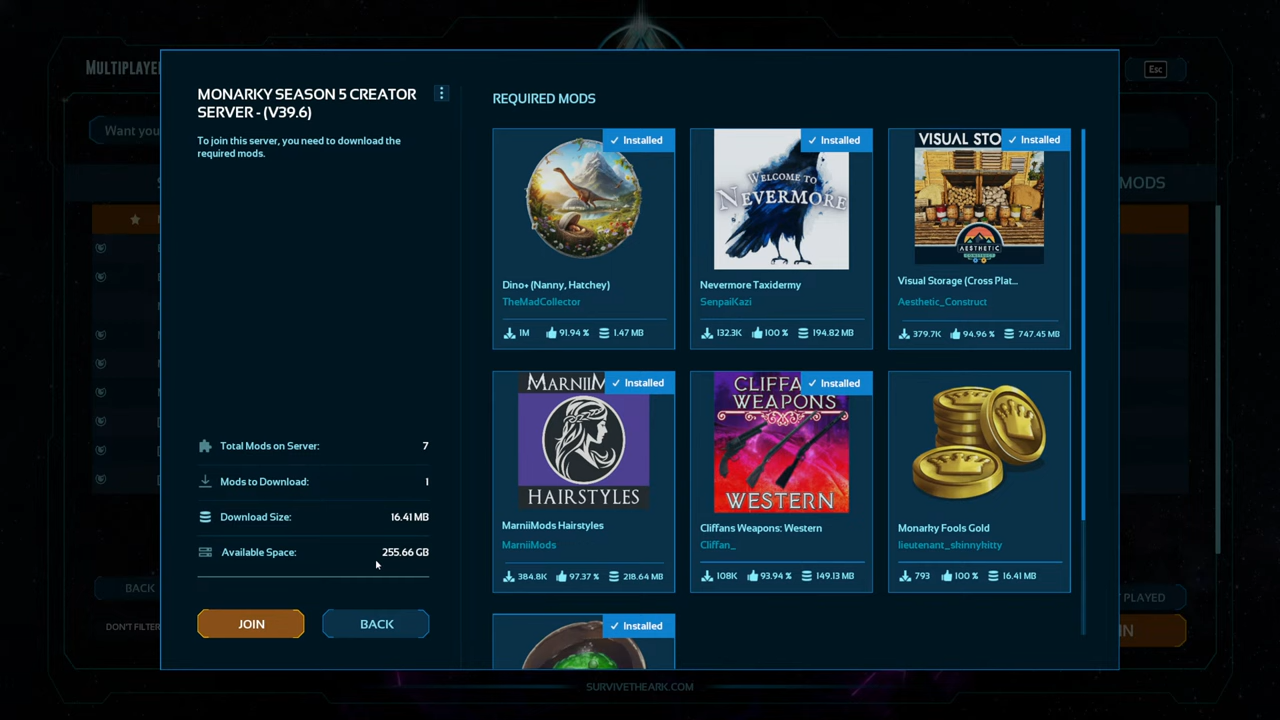 MULTIPLAYE
Esc
Want you
MODS
MONARKY SEASON 5 CREATOR
SERVER - (V39.6)
To join this server, you need to download the
required mods.
REQUIRED MODS
Installed
Dino+ (Nanny, Hatchey)
TheMadCollector
1M
91.94 %
1.47 MB
Installed
WELCOME TO
NEVERMORE
Nevermore Taxidermy
SenpaiKazi
132.3K
100 %
194.82 MB
VISUAL STO
Installed
AESTHETIC
Visual Storage (Cross Plat...
Aesthetic_Construct
379.7K
94.96 %
747.45 MB
MARNIIM
Installed
HAIRSTYLES
MarniiMods Hairstyles
MarniiMods
384.8K
97.37 %
218.64 MB
CLIFFA
Installed
WEAPONS
WESTERN
Cliffans Weapons: Western
Cliffan_
108K
93.94 %
149.13 MB
Monarky Fools Gold
lieutenant_skinnykitty
793
100 %
16.41 MB
Installed
Total Mods on Server: 7
Mods to Download: 1
Download Size: 16.41 MB
Available Space: 255.66 GB
JOIN
BACK
BACK
PLAYED
DON'T FILTER
IN
SURVIVETHEARK.COM